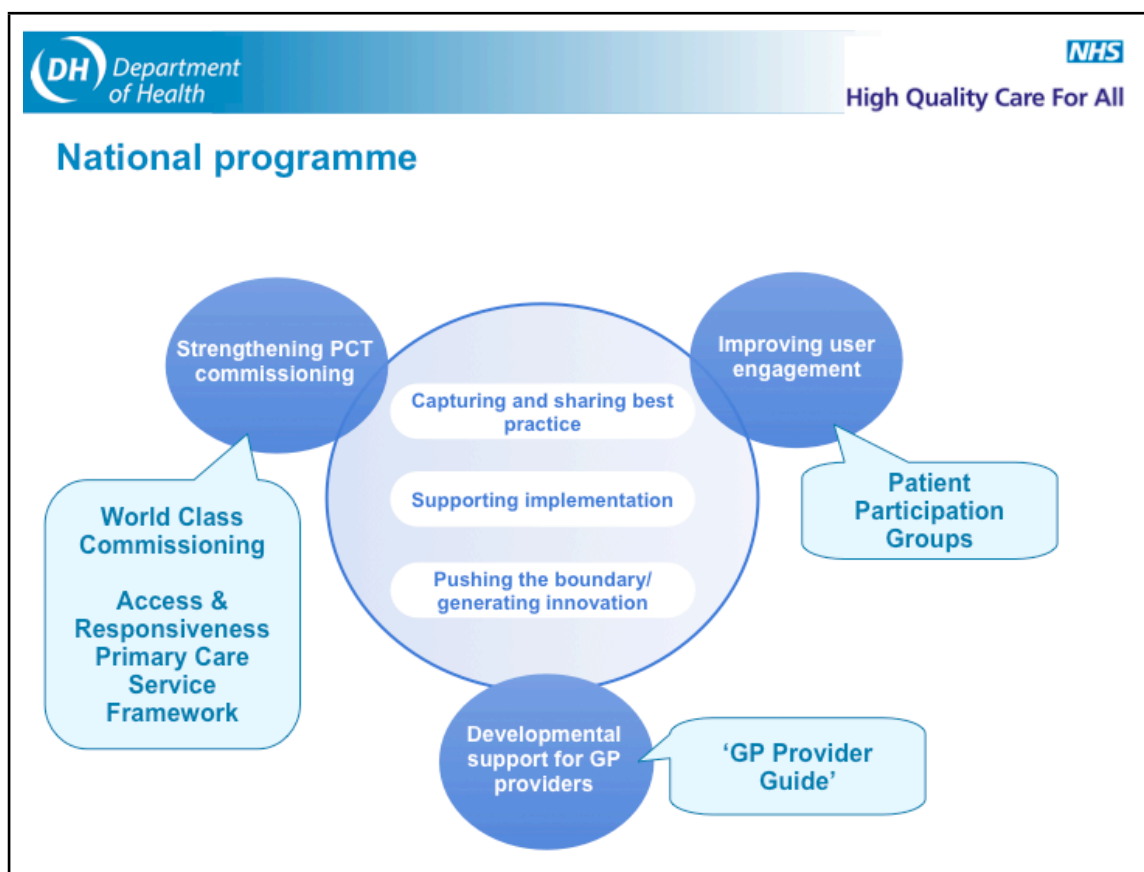 DH Department
of Health
NHS
High Quality Care For All
National programme
Strengthening PCT
commissioning
Improving user
engagement
Capturing and sharing best
practice
Supporting implementation
Pushing the boundary/
generating innovation
World Class
Commissioning
Access &
Responsiveness
Primary Care
Service
Framework
Patient
Participation
Groups
Developmental
support for GP
providers
‘GP Provider
Guide’